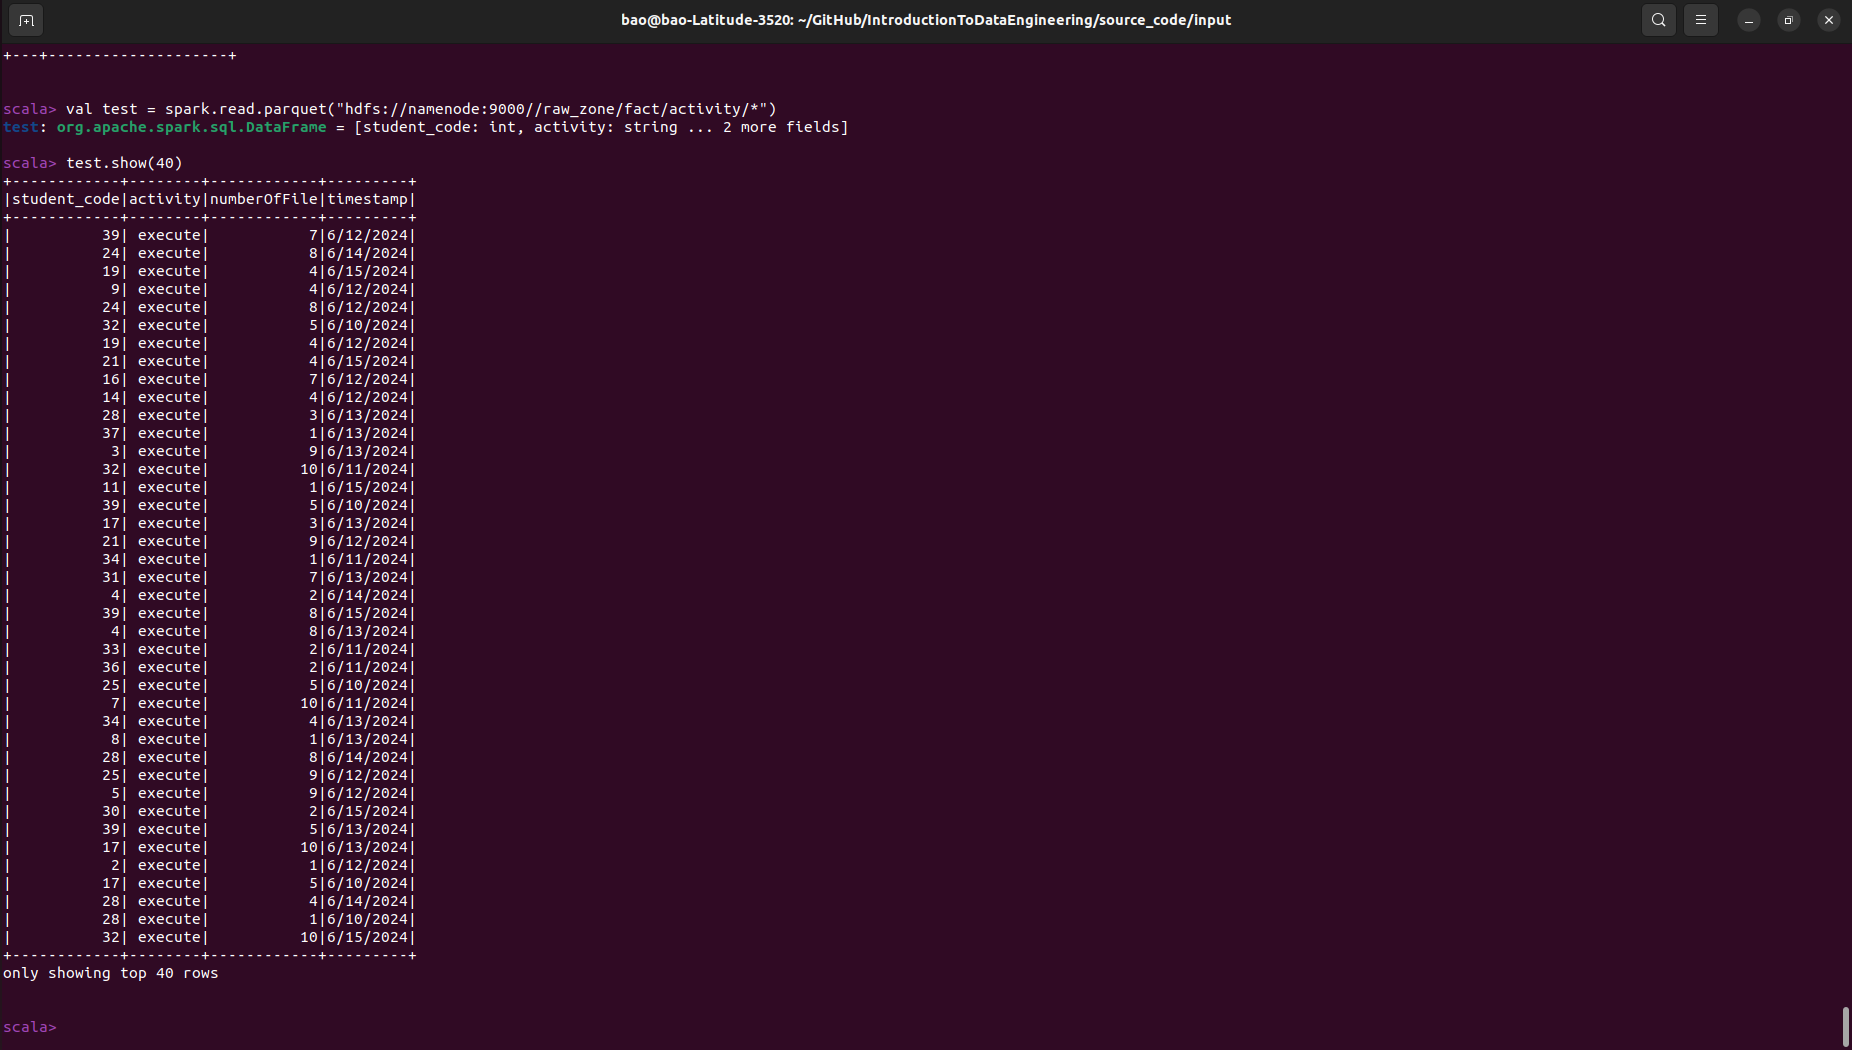 bao@bao-Latitude-3520: ~/GitHub/IntroductionToDataEngineering/source_code/input
+---+--------------------+
scala> val test = spark.read.parquet("hdfs://namenode:9000//raw_zone/fact/activity/*")
test: org.apache.spark.sql.DataFrame = [student_code: int, activity: string ... 2 more fields]
scala> test.show(40)
+------------+--------+------------+---------+
|student_code|activity|numberOfFile|timestamp|
+------------+--------+------------+---------+
|          39| execute|           7|6/12/2024|
|          24| execute|           8|6/14/2024|
|          19| execute|           4|6/15/2024|
|           9| execute|           4|6/12/2024|
|          24| execute|           8|6/12/2024|
|          32| execute|           5|6/10/2024|
|          19| execute|           4|6/12/2024|
|          21| execute|           4|6/15/2024|
|          16| execute|           7|6/12/2024|
|          14| execute|           4|6/12/2024|
|          28| execute|           3|6/13/2024|
|          37| execute|           1|6/13/2024|
|           3| execute|           9|6/13/2024|
|          32| execute|          10|6/11/2024|
|          11| execute|           1|6/15/2024|
|          39| execute|           5|6/10/2024|
|          17| execute|           3|6/13/2024|
|          21| execute|           9|6/12/2024|
|          34| execute|           1|6/11/2024|
|          31| execute|           7|6/13/2024|
|           4| execute|           2|6/14/2024|
|          39| execute|           8|6/15/2024|
|           4| execute|           8|6/13/2024|
|          33| execute|           2|6/11/2024|
|          36| execute|           2|6/11/2024|
|          25| execute|           5|6/10/2024|
|           7| execute|          10|6/11/2024|
|          34| execute|           4|6/13/2024|
|           8| execute|           1|6/13/2024|
|          28| execute|           8|6/14/2024|
|          25| execute|           9|6/12/2024|
|           5| execute|           9|6/12/2024|
|          30| execute|           2|6/15/2024|
|          39| execute|           5|6/13/2024|
|          17| execute|          10|6/13/2024|
|           2| execute|           1|6/12/2024|
|          17| execute|           5|6/10/2024|
|          28| execute|           4|6/14/2024|
|          28| execute|           1|6/10/2024|
|          32| execute|          10|6/15/2024|
+------------+--------+------------+---------+
only showing top 40 rows
scala>